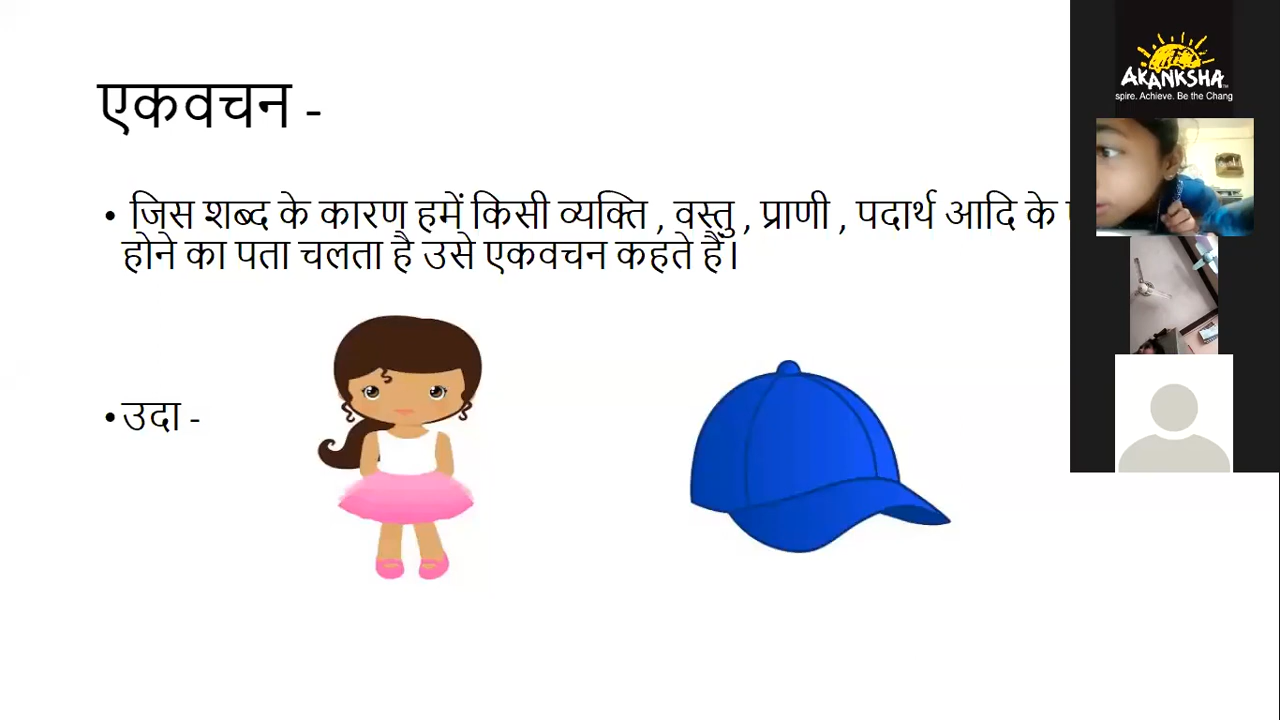 एकवचन -
• जिस शब्द के कारण हमें किसी व्यक्ति , वस्तु , प्राणी , पदार्थ आदि के
होने का पता चलता है उसे एकवचन कहते हैं।
• उदा -
AKANKSHA
spire. Achieve. Be the Chang